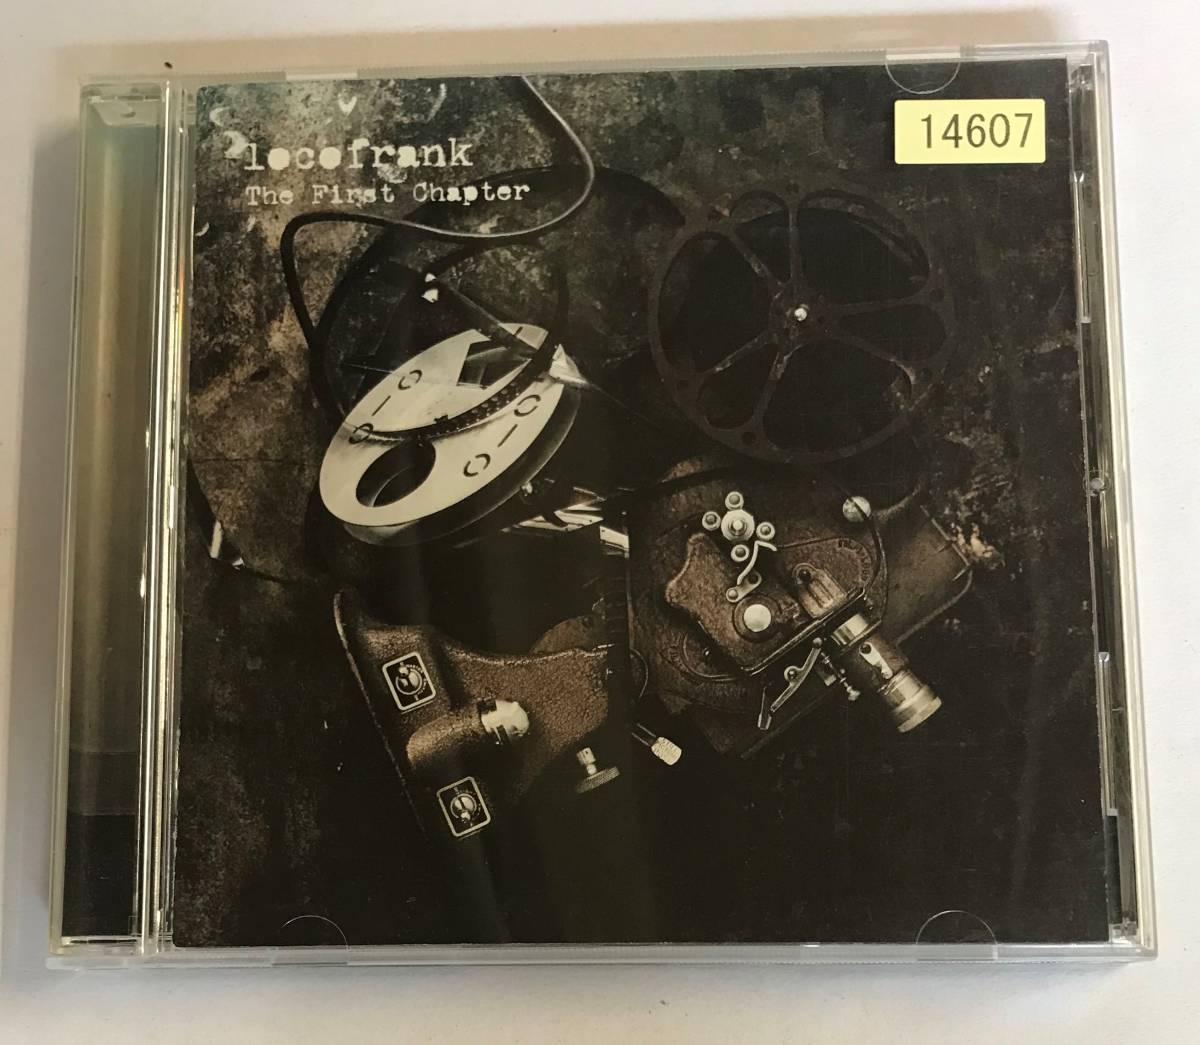 locofrank
The First Chapter
14607